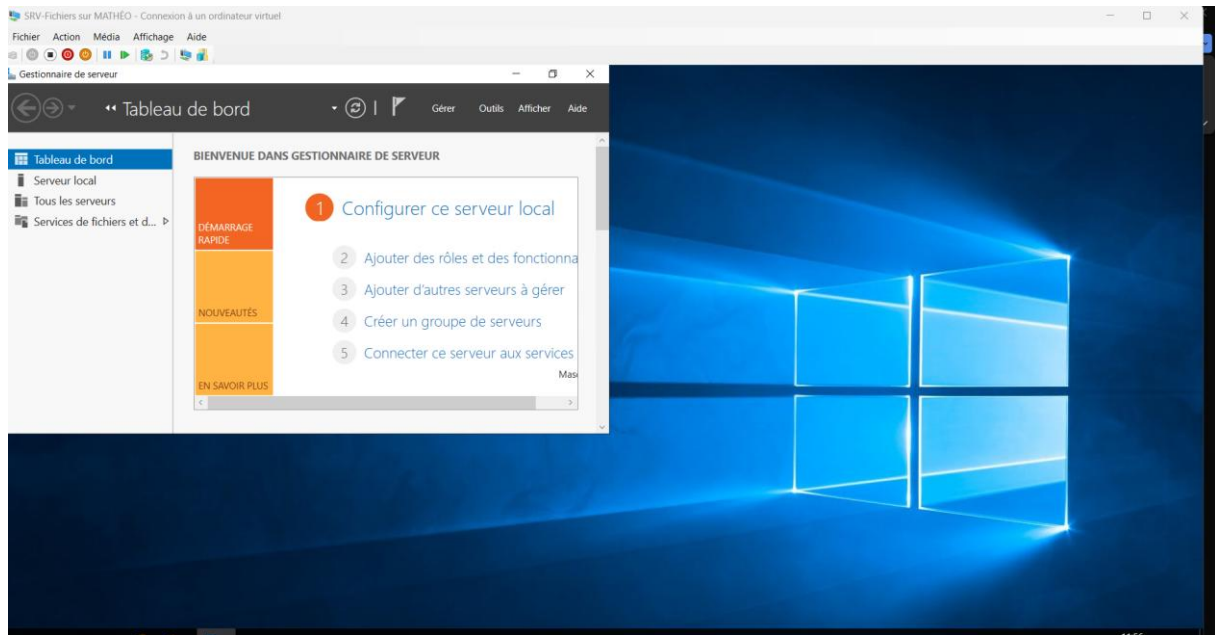 SRV-Fichiers sur MATHÉO - Connexion à un ordinateur virtuel
Fichier Action Média Affichage Aide
Gestionnaire de serveur
Tableau de bord
Gérer Outils Afficher Aide
Tableau de bord
Serveur local
Tous les serveurs
Services de fichiers et d...
BIENVENUE DANS GESTIONNAIRE DE SERVEUR
DÉMARRAGE RAPIDE
NOUVEAUTÉS
EN SAVOIR PLUS
1 Configurer ce serveur local
2 Ajouter des rôles et des fonctionna
3 Ajouter d'autres serveurs à gérer
4 Créer un groupe de serveurs
5 Connecter ce serveur aux services
Mas